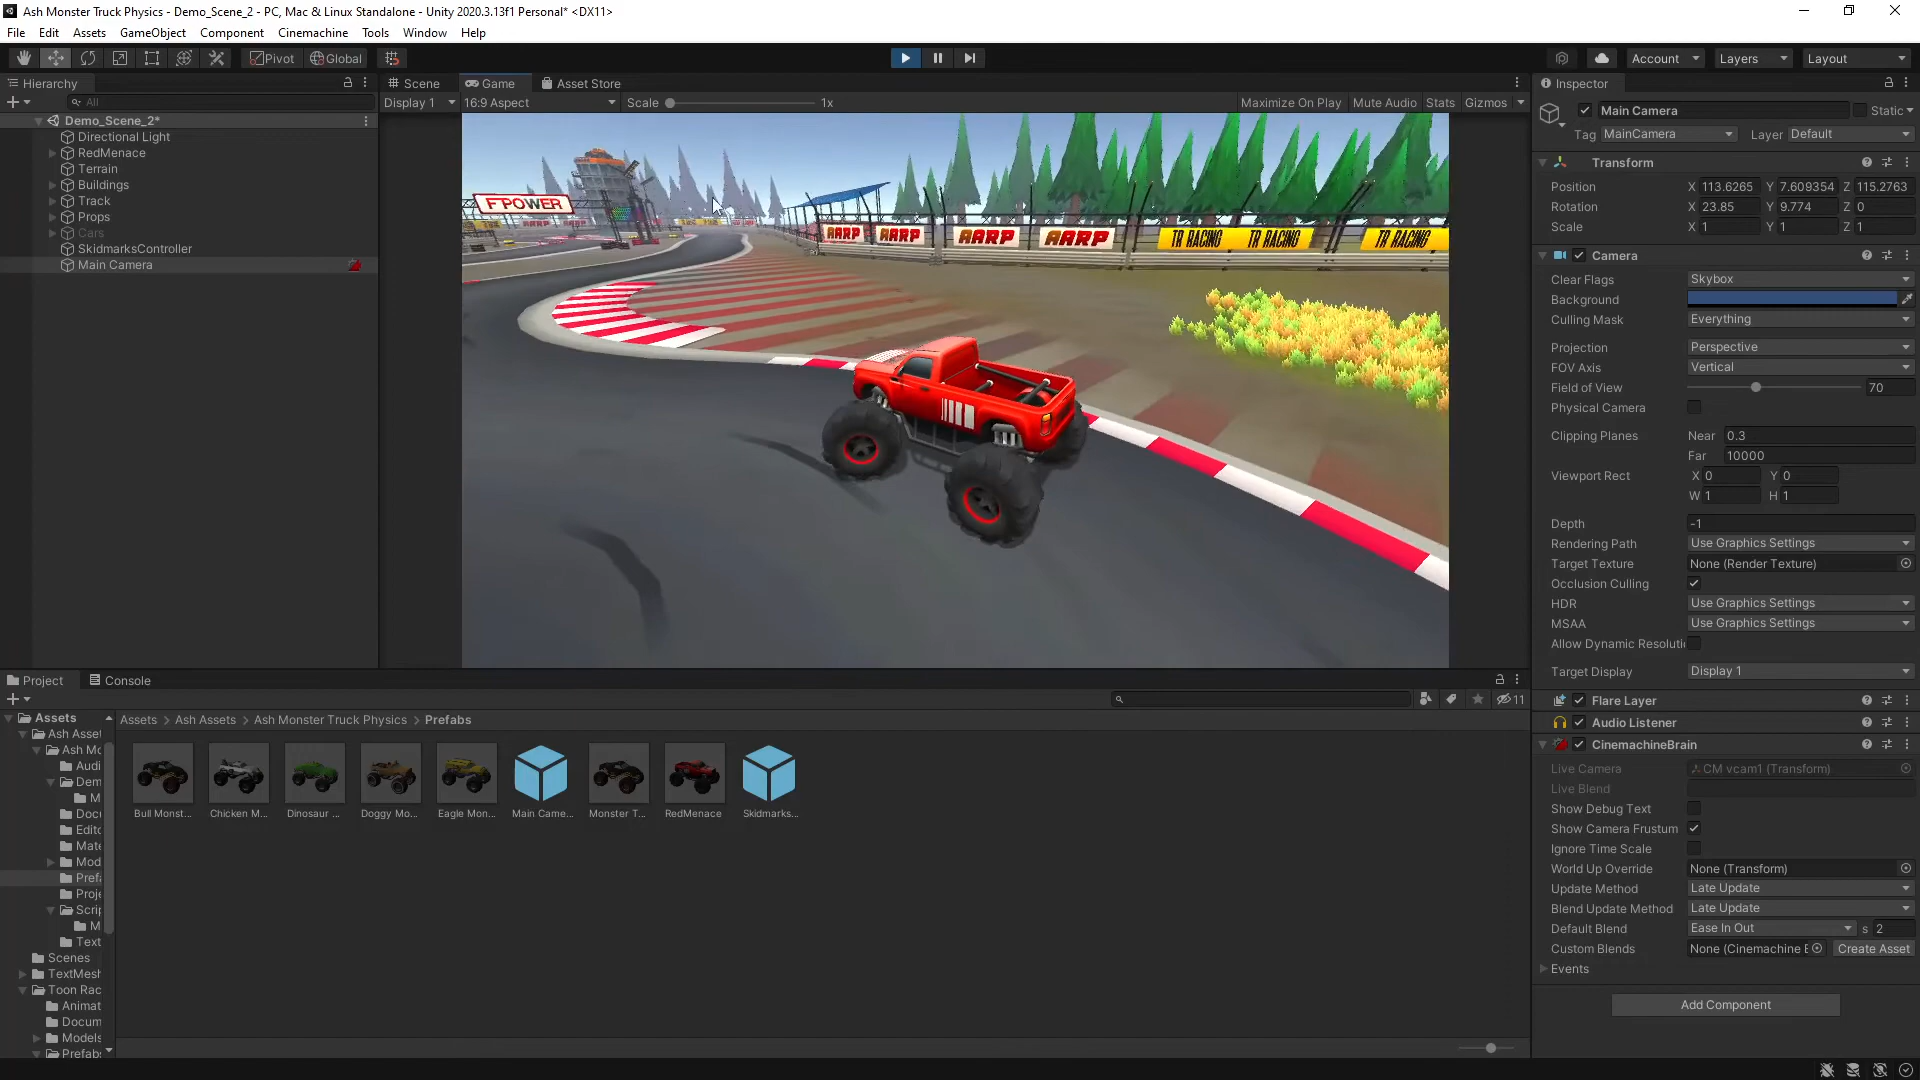 Ash Monster Truck Physics - Demo_Scene_2 - PC, Mac & Linux Standalone - Unity 2020.3.13f1 Personal* <DX11>
File Edit Assets GameObject Component Cinemachine Tools Window Help
Pivot Global Account Layers Layout
Hierarchy
All
Demo_Scene_2*
Directional Light
RedMenace
Terrain
Buildings
Track
Props
Cars
SkidmarksController
Main Camera
Scene Game Asset Store
Display 1 16:9 Aspect Scale 1x Maximize On Play Mute Audio Stats Gizmos
FPOWER
AARP AARP AARP AARP TR RACING TR RACING TR RACING
Inspector
Main Camera Static
Tag MainCamera Layer Default
Transform
Position X 113.6265 Y 7.609354 Z 115.2763
Rotation X 23.85 Y 9.774 Z 0
Scale X 1 Y 1 Z 1
Camera
Clear Flags Skybox
Background
Culling Mask Everything
Projection Perspective
FOV Axis Vertical
Field of View 70
Physical Camera
Clipping Planes Near 0.3
Far 10000
Viewport Rect X 0 Y 0
W 1 H 1
Depth -1
Rendering Path Use Graphics Settings
Target Texture None (Render Texture)
Occlusion Culling
HDR Use Graphics Settings
MSAA Use Graphics Settings
Allow Dynamic Resoluti
Target Display Display 1
Flare Layer
Audio Listener
CinemachineBrain
Live Camera CM vcam1 (Transform)
Live Blend
Show Debug Text
Show Camera Frustum
Ignore Time Scale
World Up Override None (Transform)
Update Method Late Update
Blend Update Method Late Update
Default Blend Ease In Out s 2
Custom Blends None (Cinemachine E Create Asset
Events
Add Component
Project Console
11
Assets
Ash Asset
Ash Mo
Audi
Dem
M
Docu
Edito
Mate
Mod
Prefa
Proje
Scrip
M
Text
Scenes
TextMesh
Toon Rac
Animat
Docum
Models
Prefabs
Assets > Ash Assets > Ash Monster Truck Physics > Prefabs
Bull Monst... Chicken M... Dinosaur ... Doggy Mo... Eagle Mon... Main Came... Monster T... RedMenace Skidmarks...